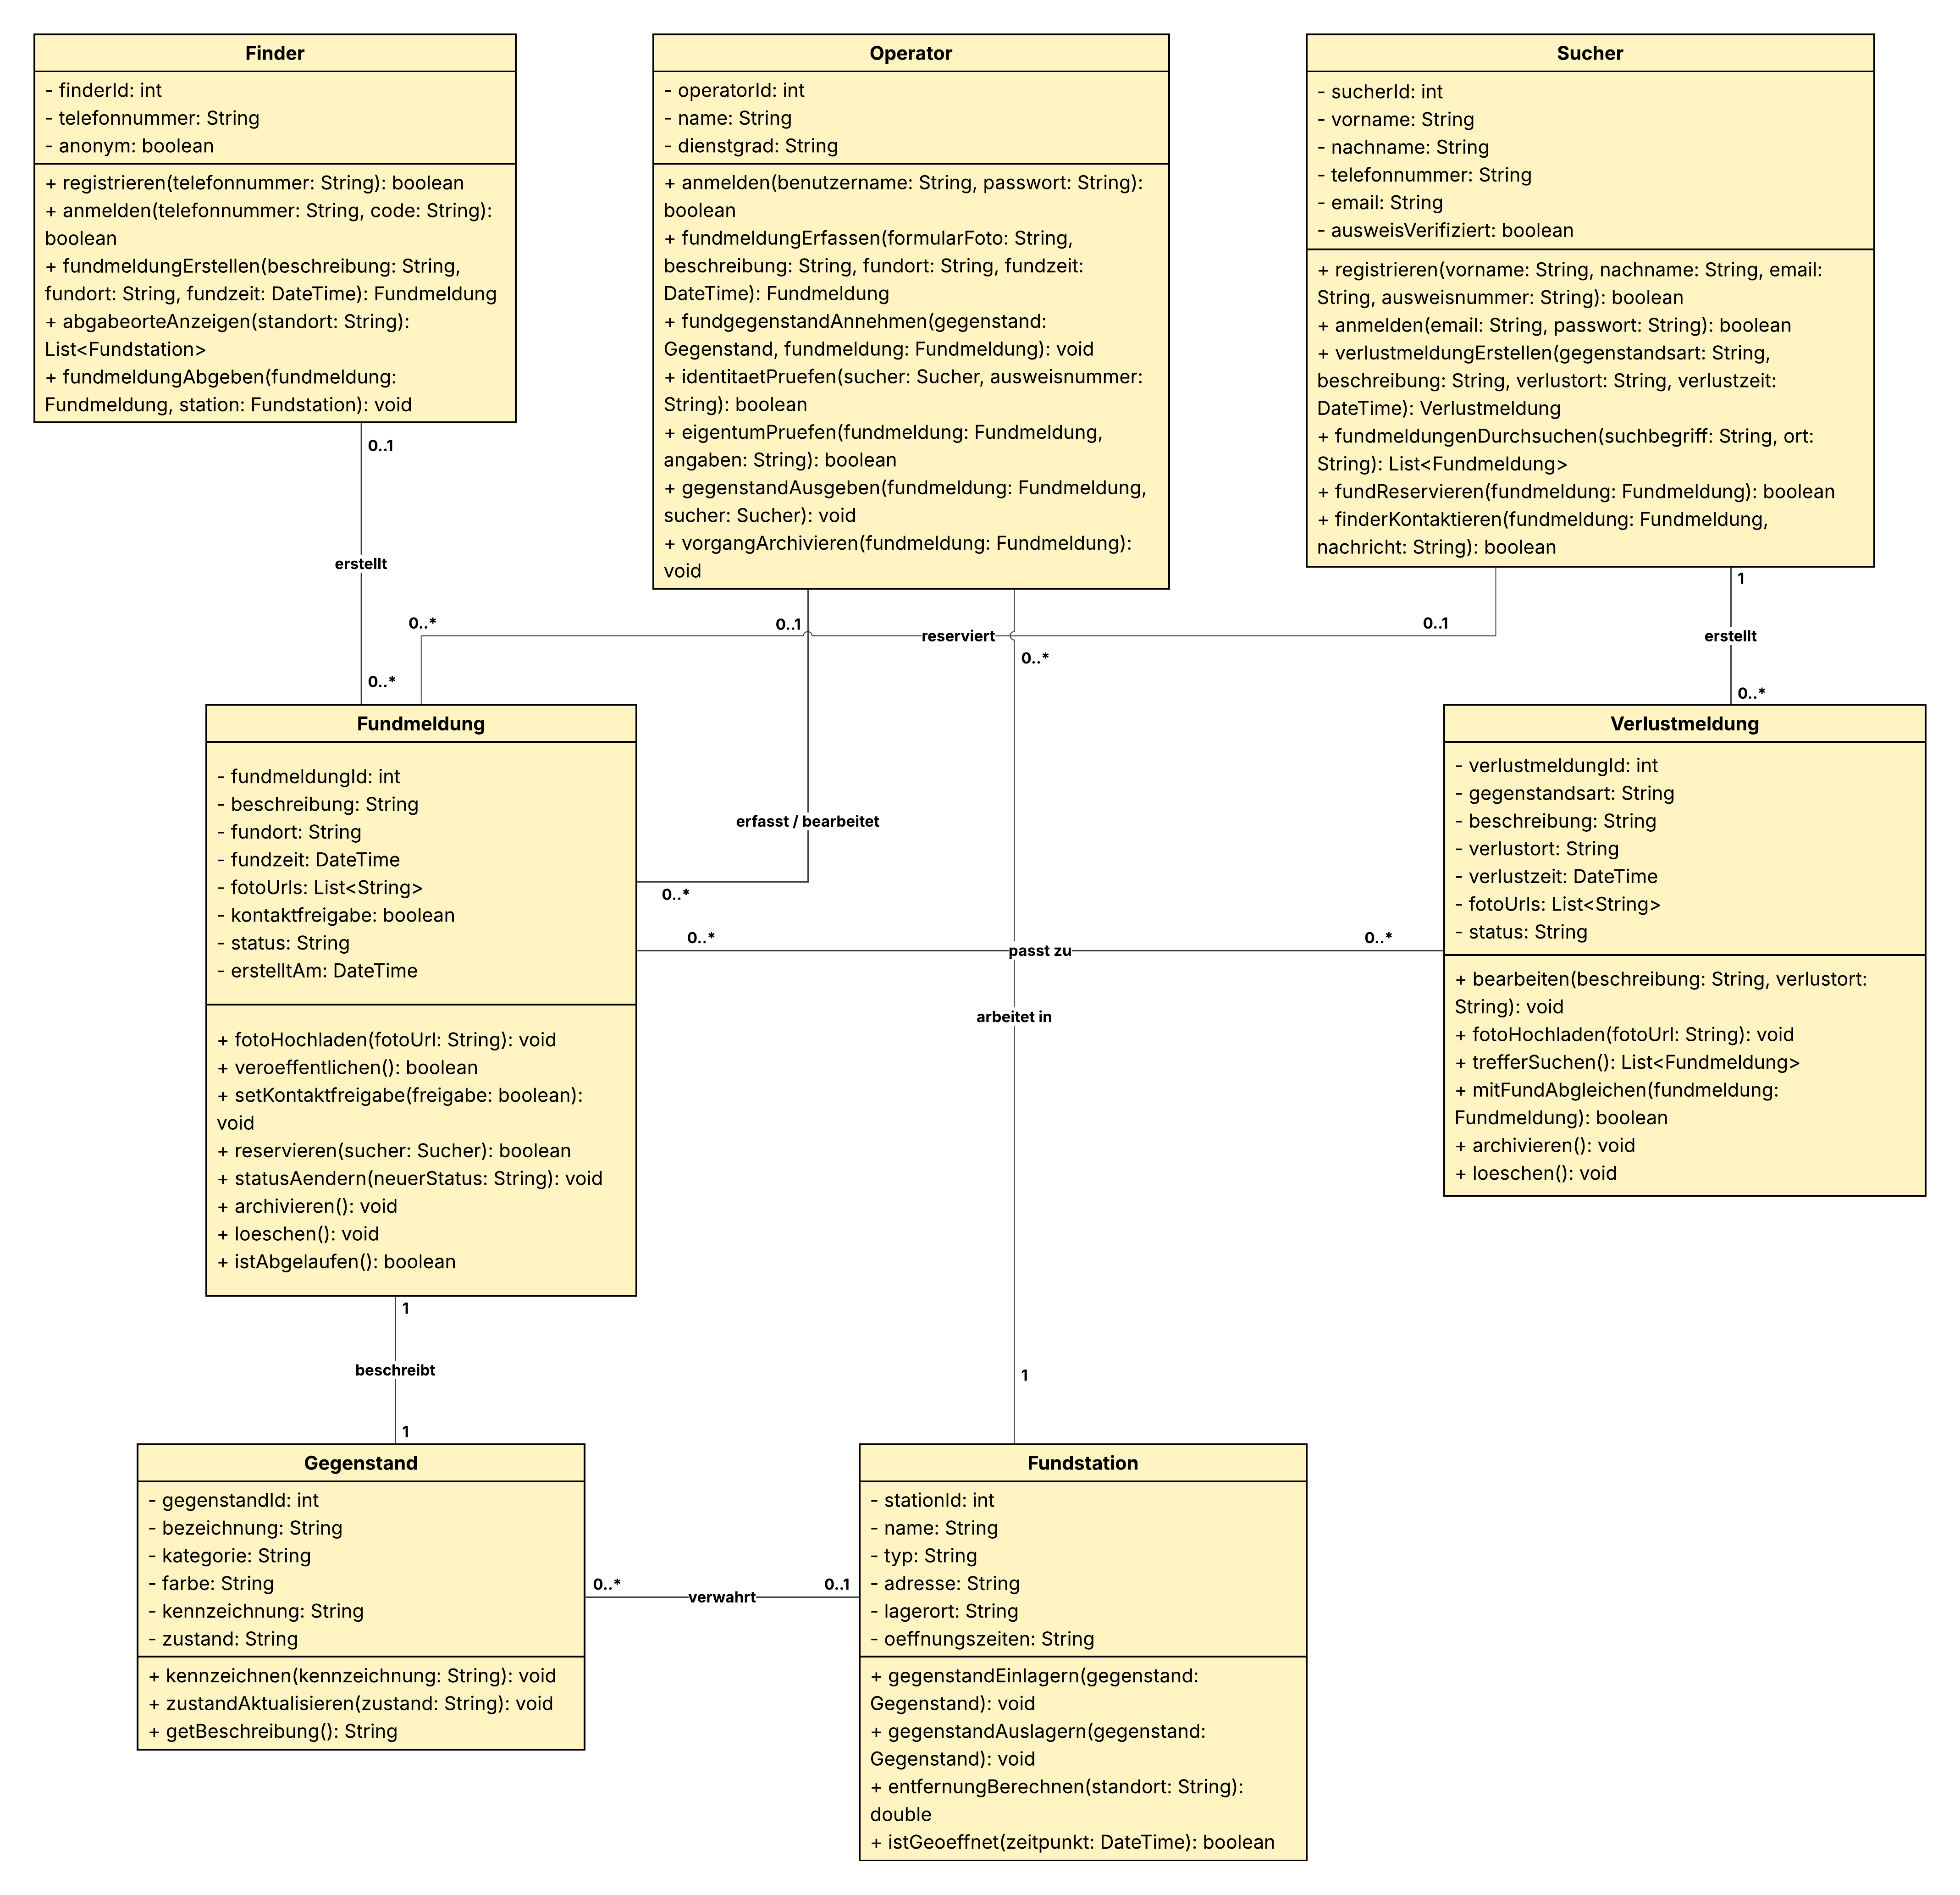 Finder
- finderId: int
- telefonnummer: String
- anonym: boolean
+ registrieren(telefonnummer: String): boolean
+ anmelden(telefonnummer: String, code: String):
boolean
+ fundmeldungErstellen(beschreibung: String,
fundort: String, fundzeit: DateTime): Fundmeldung
+ abgabeorteAnzeigen(standort: String):
List<Fundstation>
+ fundmeldungAbgeben(fundmeldung:
Fundmeldung, station: Fundstation): void
Operator
- operatorId: int
- name: String
- dienstgrad: String
+ anmelden(benutzername: String, passwort: String):
boolean
+ fundmeldungErfassen(formularFoto: String,
beschreibung: String, fundort: String, fundzeit:
DateTime): Fundmeldung
+ fundgegenstandAnnehmen(gegenstand:
Gegenstand, fundmeldung: Fundmeldung): void
+ identitaetPruefen(sucher: Sucher, ausweisnummer:
String): boolean
+ eigentumPruefen(fundmeldung: Fundmeldung,
angaben: String): boolean
+ gegenstandAusgeben(fundmeldung: Fundmeldung,
sucher: Sucher): void
+ vorgangArchivieren(fundmeldung: Fundmeldung):
void
Sucher
- sucherId: int
- vorname: String
- nachname: String
- telefonnummer: String
- email: String
- ausweisVerifiziert: boolean
+ registrieren(vorname: String, nachname: String, email:
String, ausweisnummer: String): boolean
+ anmelden(email: String, passwort: String): boolean
+ verlustmeldungErstellen(gegenstandsart: String,
beschreibung: String, verlustort: String, verlustzeit:
DateTime): Verlustmeldung
+ fundmeldungenDurchsuchen(suchbegriff: String, ort:
String): List<Fundmeldung>
+ fundReservieren(fundmeldung: Fundmeldung): boolean
+ finderKontaktieren(fundmeldung: Fundmeldung,
nachricht: String): boolean
0..1
erstellt
0..*
0..*
reserviert
0..1
0..1
erfasst / bearbeitet
0..*
0..*
arbeitet in
1
1
erstellt
0..*
0..*
passt zu
0..*
Fundmeldung
- fundmeldungId: int
- beschreibung: String
- fundort: String
- fundzeit: DateTime
- fotoUrls: List<String>
- kontaktfreigabe: boolean
- status: String
- erstelltAm: DateTime
+ fotoHochladen(fotoUrl: String): void
+ veroeffentlichen(): boolean
+ setKontaktfreigabe(freigabe: boolean):
void
+ reservieren(sucher: Sucher): boolean
+ statusAendern(neuerStatus: String): void
+ archivieren(): void
+ loeschen(): void
+ istAbgelaufen(): boolean
Verlustmeldung
- verlustmeldungId: int
- gegenstandsart: String
- beschreibung: String
- verlustort: String
- verlustzeit: DateTime
- fotoUrls: List<String>
- status: String
+ bearbeiten(beschreibung: String, verlustort:
String): void
+ fotoHochladen(fotoUrl: String): void
+ trefferSuchen(): List<Fundmeldung>
+ mitFundAbgleichen(fundmeldung:
Fundmeldung): boolean
+ archivieren(): void
+ loeschen(): void
1
beschreibt
1
Gegenstand
- gegenstandId: int
- bezeichnung: String
- kategorie: String
- farbe: String
- kennzeichnung: String
- zustand: String
+ kennzeichnen(kennzeichnung: String): void
+ zustandAktualisieren(zustand: String): void
+ getBeschreibung(): String
0..*
verwahrt
0..1
Fundstation
- stationId: int
- name: String
- typ: String
- adresse: String
- lagerort: String
- oeffnungszeiten: String
+ gegenstandEinlagern(gegenstand:
Gegenstand): void
+ gegenstandAuslagern(gegenstand:
Gegenstand): void
+ entfernungBerechnen(standort: String):
double
+ istGeoeffnet(zeitpunkt: DateTime): boolean